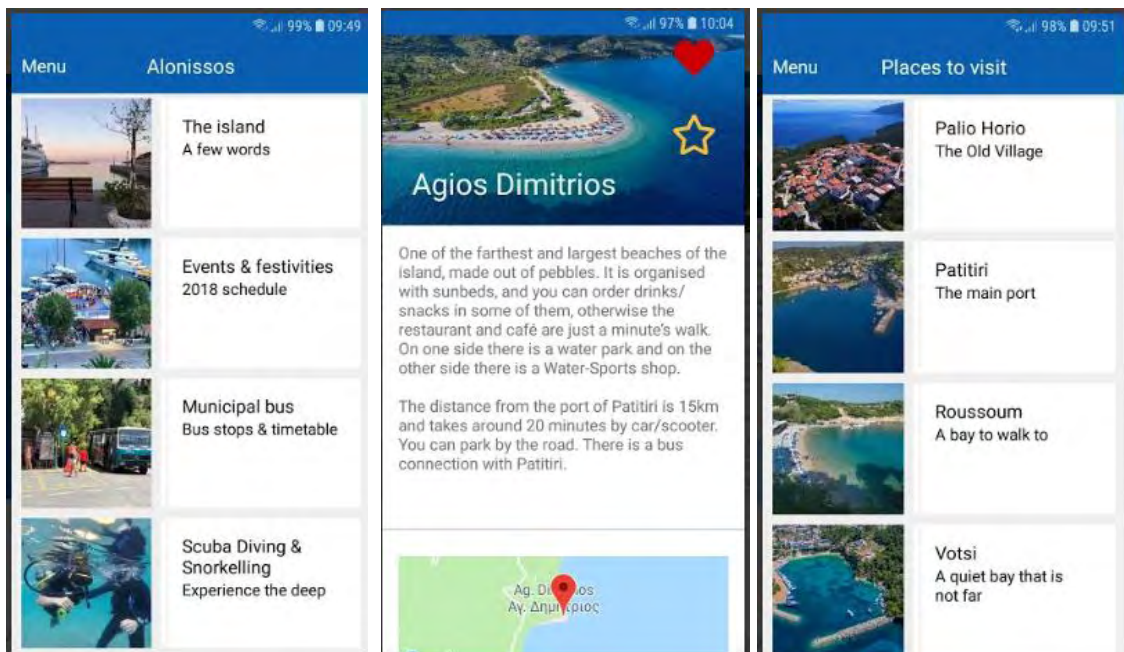 99% 09:49
Menu Alonissos
The island
A few words
Events & festivities
2018 schedule
Municipal bus
Bus stops & timetable
Scuba Diving &
Snorkelling
Experience the deep
97% 10:04
Agios Dimitrios
One of the farthest and largest beaches of the
island, made out of pebbles. It is organised
with sunbeds, and you can order drinks/
snacks in some of them, otherwise the
restaurant and café are just a minute's walk.
On one side there is a water park and on the
other side there is a Water-Sports shop.
The distance from the port of Patitiri is 15km
and takes around 20 minutes by car/scooter.
You can park by the road. There is a bus
connection with Patitiri.
Ag.
Αγ.
98% 09:51
Menu Places to visit
Palio Horio
The Old Village
Patitiri
The main port
Roussoum
A bay to walk to
Votsi
A quiet bay that is
not far